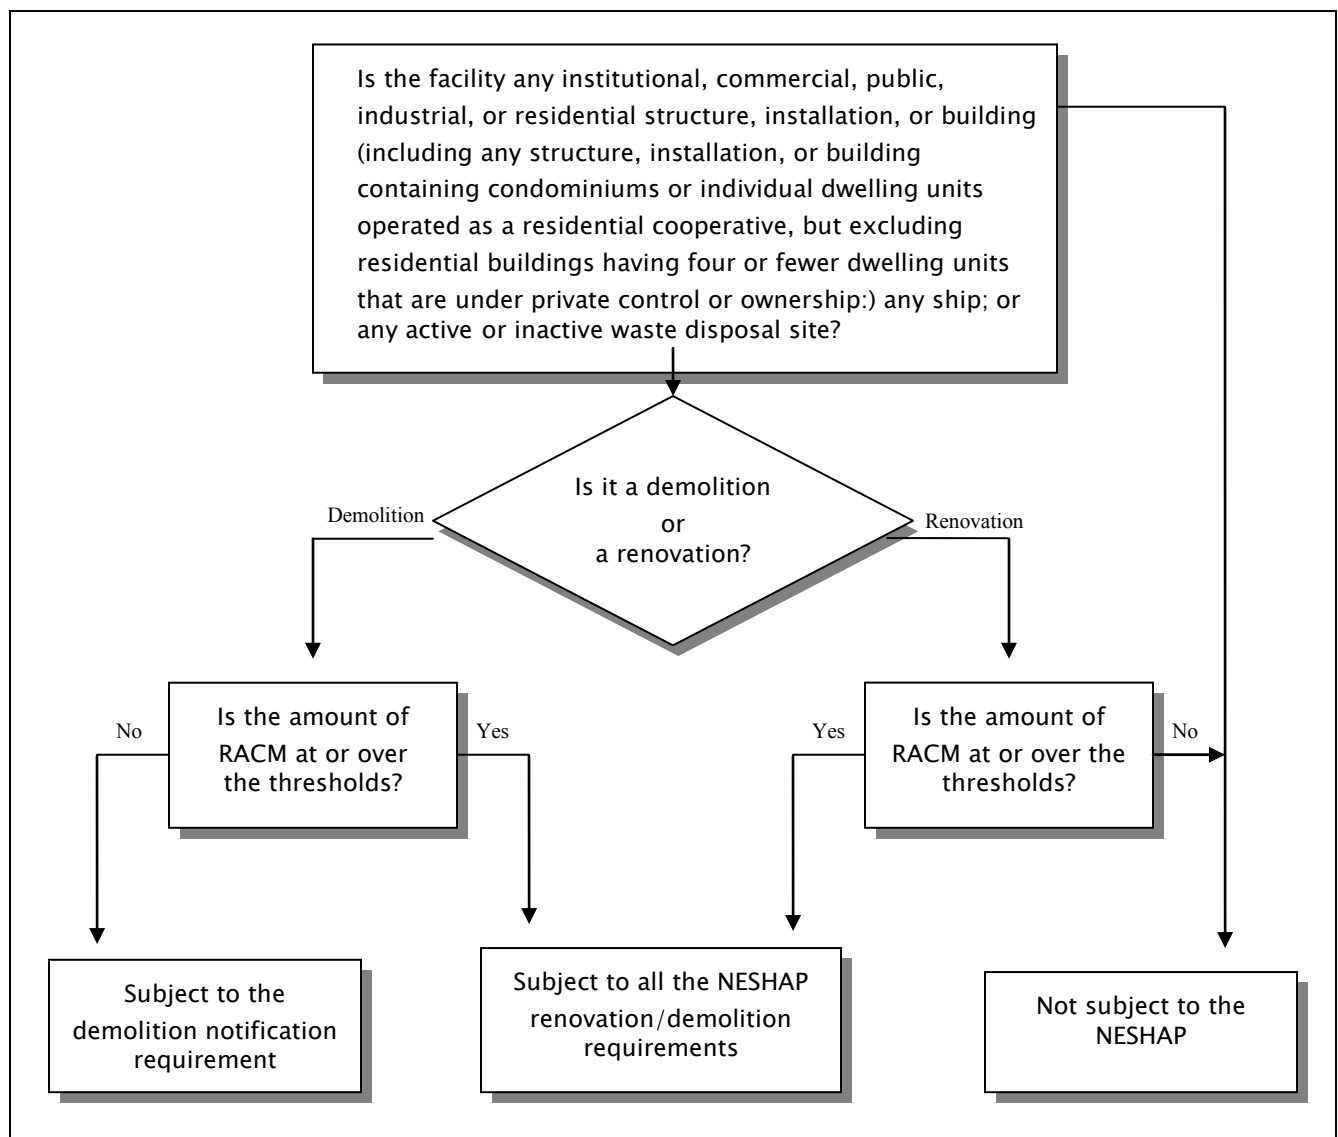 Is the facility any institutional, commercial, public,
industrial, or residential structure, installation, or building
(including any structure, installation, or building
containing condominiums or individual dwelling units
operated as a residential cooperative, but excluding
residential buildings having four or fewer dwelling units
that are under private control or ownership:) any ship; or
any active or inactive waste disposal site?
Is it a demolition
or
a renovation?
Demolition
Renovation
No
Is the amount of
RACM at or over
the thresholds?
Yes
Yes
Is the amount of
RACM at or over the
thresholds?
No
Subject to the
demolition notification
requirement
Subject to all the NESHAP
renovation/demolition
requirements
Not subject to the
NESHAP